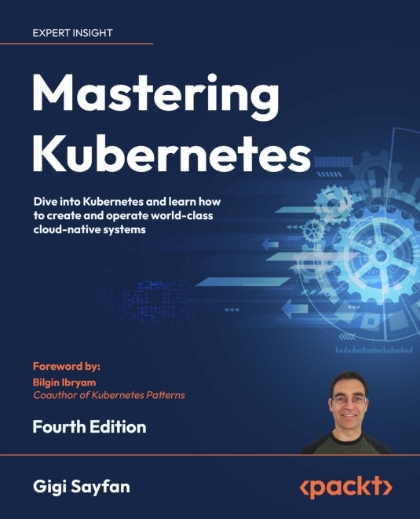 EXPERT INSIGHT
Mastering
Kubernetes
Dive into Kubernetes and learn how
to create and operate world-class
cloud-native systems
Foreword by:
Bilgin Ibryam
Coauthor of Kubernetes Patterns
Fourth Edition
Gigi Sayfan
<packt>